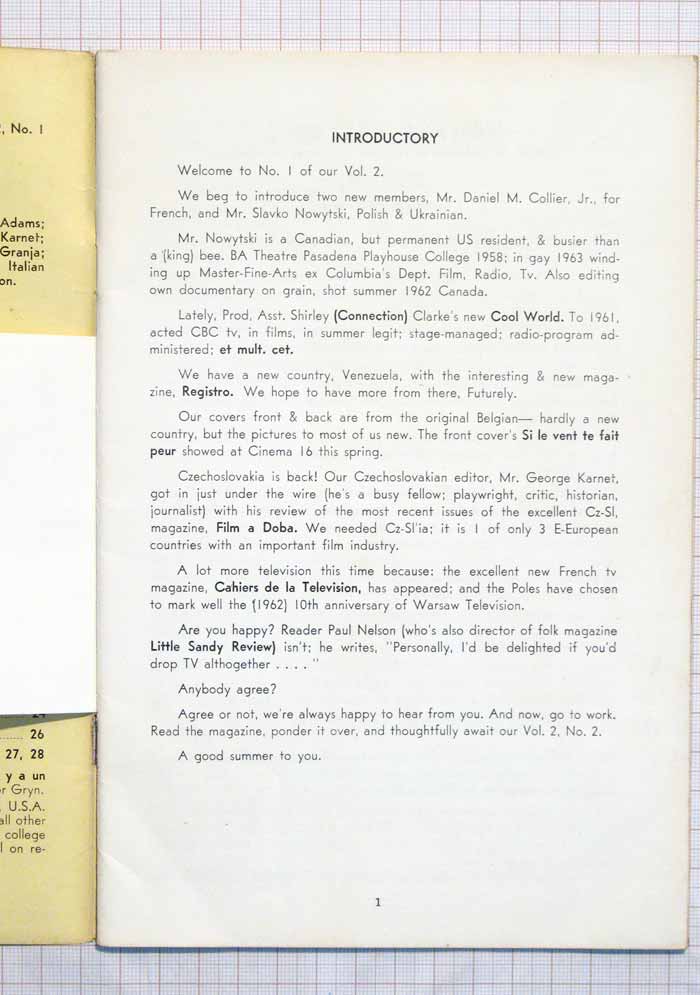 , No. 1
Adams;
Karnet;
Granja;
Italian
on.
24
26
27, 28
y a un
or Gryn.
, U.S.A.
all other
college
l on re-
INTRODUCTORY
Welcome to No. 1 of our Vol. 2.
We beg to introduce two new members, Mr. Daniel M. Collier, Jr., for
French, and Mr. Slavko Nowytski, Polish & Ukrainian.
Mr. Nowytski is a Canadian, but permanent US resident, & busier than
a (king) bee. BA Theatre Pasadena Playhouse College 1958; in gay 1963 wind-
ing up Master-Fine-Arts ex Columbia's Dept. Film, Radio, Tv. Also editing
own documentary on grain, shot summer 1962 Canada.
Lately, Prod, Asst. Shirley (Connection) Clarke's new Cool World. To 1961,
acted CBC tv, in films, in summer legit; stage-managed; radio-program ad-
ministered; et mult. cet.
We have a new country, Venezuela, with the interesting & new maga-
zine, Registro. We hope to have more from there, Futurely.
Our covers front & back are from the original Belgian— hardly a new
country, but the pictures to most of us new. The front cover's Si le vent te fait
peur showed at Cinema 16 this spring.
Czechoslovakia is back! Our Czechoslovakian editor, Mr. George Karnet,
got in just under the wire (he's a busy fellow; playwright, critic, historian,
journalist) with his review of the most recent issues of the excellent Cz-Sl,
magazine, Film a Doba. We needed Cz-Sl'ia; it is 1 of only 3 E-European
countries with an important film industry.
A lot more television this time because: the excellent new French tv
magazine, Cahiers de la Television, has appeared; and the Poles have chosen
to mark well the (1962) 10th anniversary of Warsaw Television.
Are you happy? Reader Paul Nelson (who's also director of folk magazine
Little Sandy Review) isn't; he writes, "Personally, I'd be delighted if you'd
drop TV althogether . . . . "
Anybody agree?
Agree or not, we're always happy to hear from you. And now, go to work.
Read the magazine, ponder it over, and thoughtfully await our Vol. 2, No. 2.
A good summer to you.
1